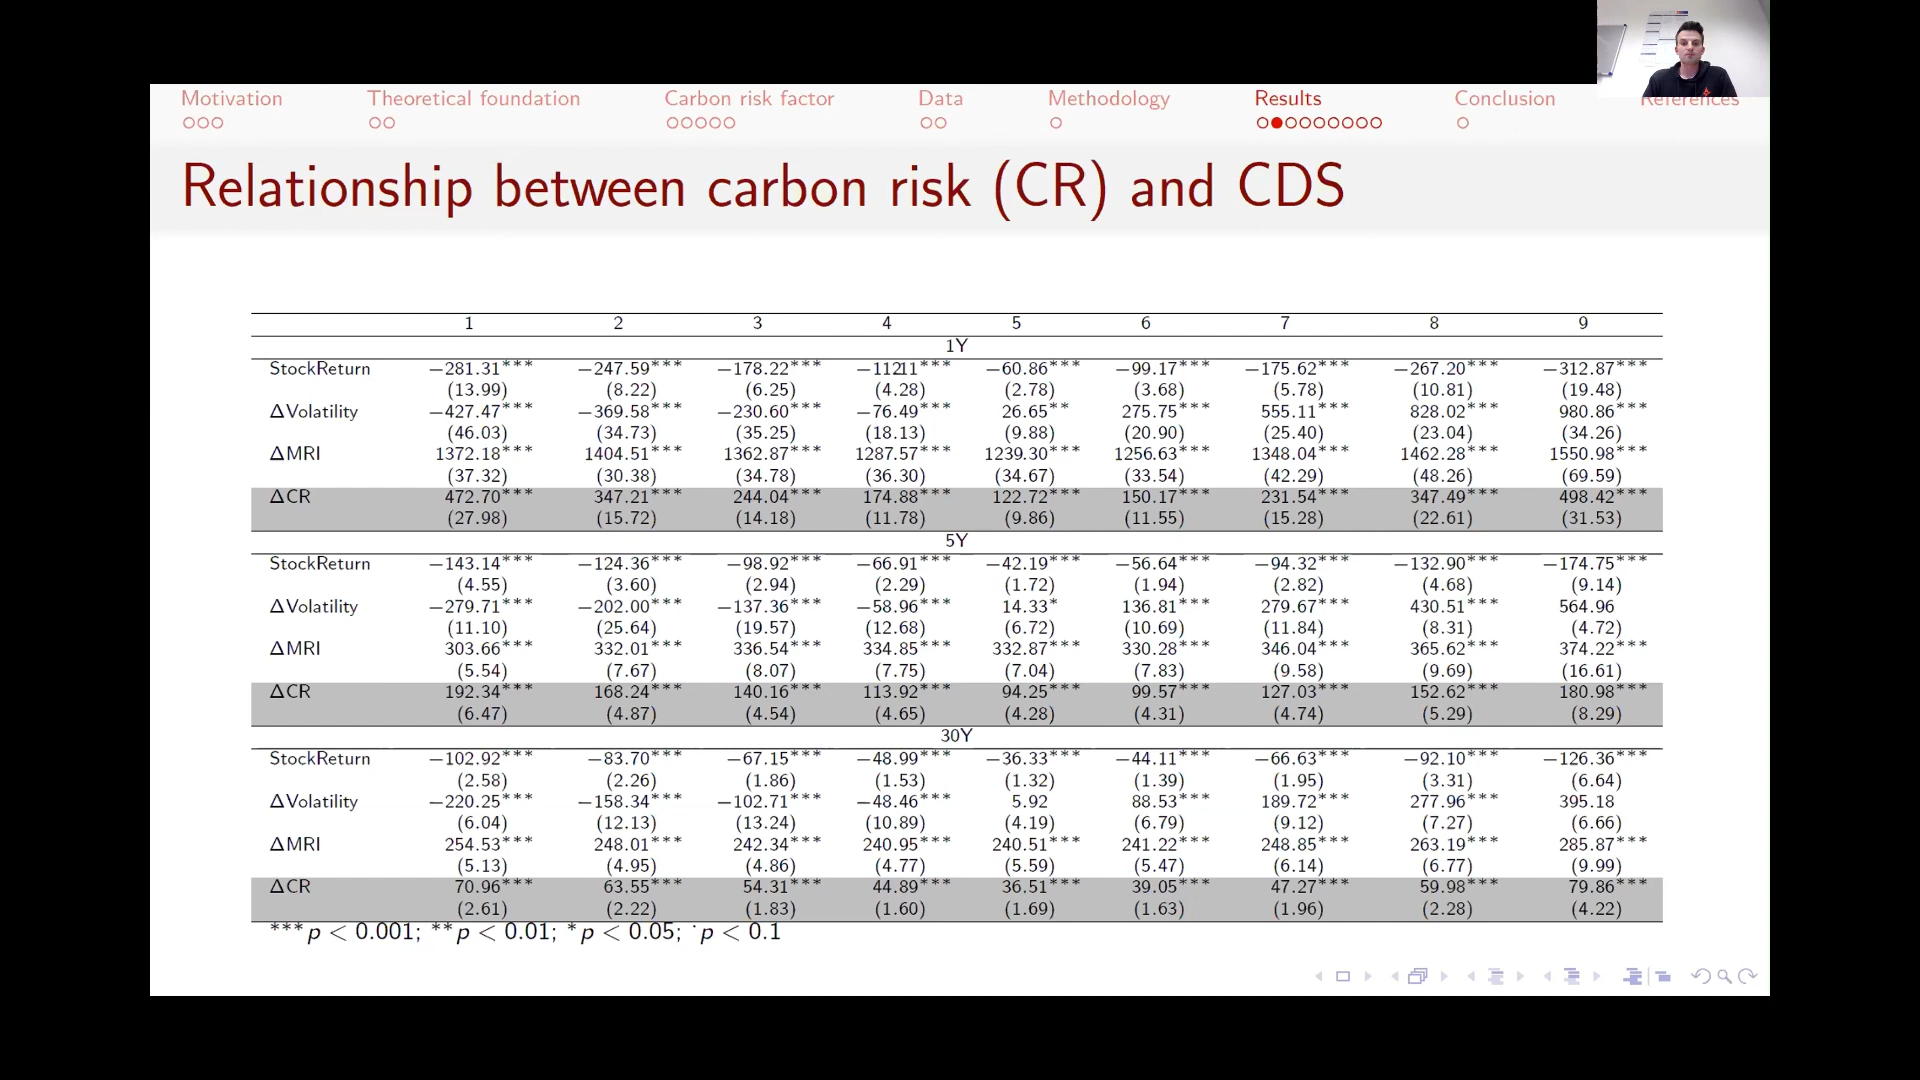 Motivation Theoretical foundation Carbon risk factor Data Methodology Results Conclusion References
Relationship between carbon risk (CR) and CDS
1 2 3 4 5 6 7 8 9
1Y
StockReturn −281.31*** −247.59*** −178.22*** −11211*** −60.86*** −99.17*** −175.62*** −267.20*** −312.87***
(13.99) (8.22) (6.25) (4.28) (2.78) (3.68) (5.78) (10.81) (19.48)
ΔVolatility −427.47*** −369.58*** −230.60*** −76.49*** 26.65** 275.75*** 555.11*** 828.02*** 980.86***
(46.03) (34.73) (35.25) (18.13) (9.88) (20.90) (25.40) (23.04) (34.26)
ΔMRI 1372.18*** 1404.51*** 1362.87*** 1287.57*** 1239.30*** 1256.63*** 1348.04*** 1462.28*** 1550.98***
(37.32) (30.38) (34.78) (36.30) (34.67) (33.54) (42.29) (48.26) (69.59)
ΔCR 472.70*** 347.21*** 244.04*** 174.88*** 122.72*** 150.17*** 231.54*** 347.49*** 498.42***
(27.98) (15.72) (14.18) (11.78) (9.86) (11.55) (15.28) (22.61) (31.53)
5Y
StockReturn −143.14*** −124.36*** −98.92*** −66.91*** −42.19*** −56.64*** −94.32*** −132.90*** −174.75***
(4.55) (3.60) (2.94) (2.29) (1.72) (1.94) (2.82) (4.68) (9.14)
ΔVolatility −279.71*** −202.00*** −137.36*** −58.96*** 14.33* 136.81*** 279.67*** 430.51*** 564.96
(11.10) (25.64) (19.57) (12.68) (6.72) (10.69) (11.84) (8.31) (4.72)
ΔMRI 303.66*** 332.01*** 336.54*** 334.85*** 332.87*** 330.28*** 346.04*** 365.62*** 374.22***
(5.54) (7.67) (8.07) (7.75) (7.04) (7.83) (9.58) (9.69) (16.61)
ΔCR 192.34*** 168.24*** 140.16*** 113.92*** 94.25*** 99.57*** 127.03*** 152.62*** 180.98***
(6.47) (4.87) (4.54) (4.65) (4.28) (4.31) (4.74) (5.29) (8.29)
30Y
StockReturn −102.92*** −83.70*** −67.15*** −48.99*** −36.33*** −44.11*** −66.63*** −92.10*** −126.36***
(2.58) (2.26) (1.86) (1.53) (1.32) (1.39) (1.95) (3.31) (6.64)
ΔVolatility −220.25*** −158.34*** −102.71*** −48.46*** 5.92 88.53*** 189.72*** 277.96*** 395.18
(6.04) (12.13) (13.24) (10.89) (4.19) (6.79) (9.12) (7.27) (6.66)
ΔMRI 254.53*** 248.01*** 242.34*** 240.95*** 240.51*** 241.22*** 248.85*** 263.19*** 285.87***
(5.13) (4.95) (4.86) (4.77) (5.59) (5.47) (6.14) (6.77) (9.99)
ΔCR 70.96*** 63.55*** 54.31*** 44.89*** 36.51*** 39.05*** 47.27*** 59.98*** 79.86***
(2.61) (2.22) (1.83) (1.60) (1.69) (1.63) (1.96) (2.28) (4.22)
***p < 0.001; **p < 0.01; *p < 0.05; ·p < 0.1